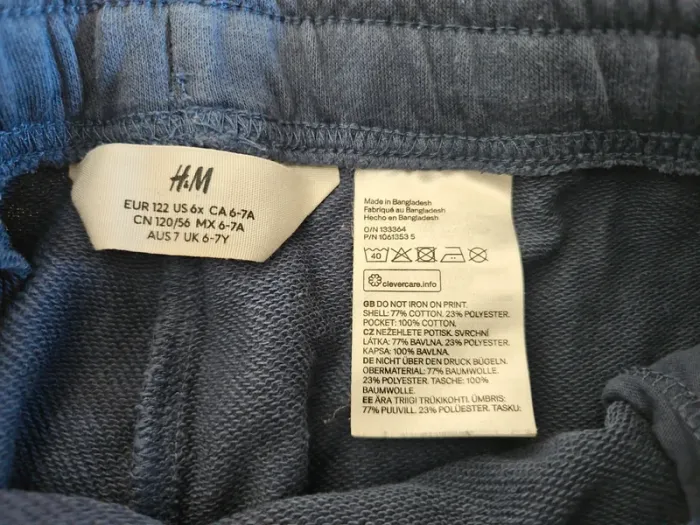 H&M
EUR 122 US 6x CA 6-7A
CN 120/56 MX 6-7A
AUS 7 UK 6-7Y
Made in Bangladesh
Fabriqué au Bangladesh
Hecho en Bangladesh
O/N 133364
P/N 1061353 5
40
clevercare.info
GB DO NOT IRON ON PRINT.
SHELL: 77% COTTON. 23% POLYESTER.
POCKET: 100% COTTON.
CZ NEŽEHLETE POTISK. SVRCHNÍ
LÁTKA: 77% BAVLNA. 23% POLYESTER.
KAPSA: 100% BAVLNA.
DE NICHT ÜBER DEN DRUCK BÜGELN.
OBERMATERIAL: 77% BAUMWOLLE.
23% POLYESTER. TASCHE: 100%
BAUMWOLLE.
EE ÄRA TRIIGI TRÜKIKOHTI. ÜMBRIS:
77% PUUVILL. 23% POLÜESTER. TASKU: